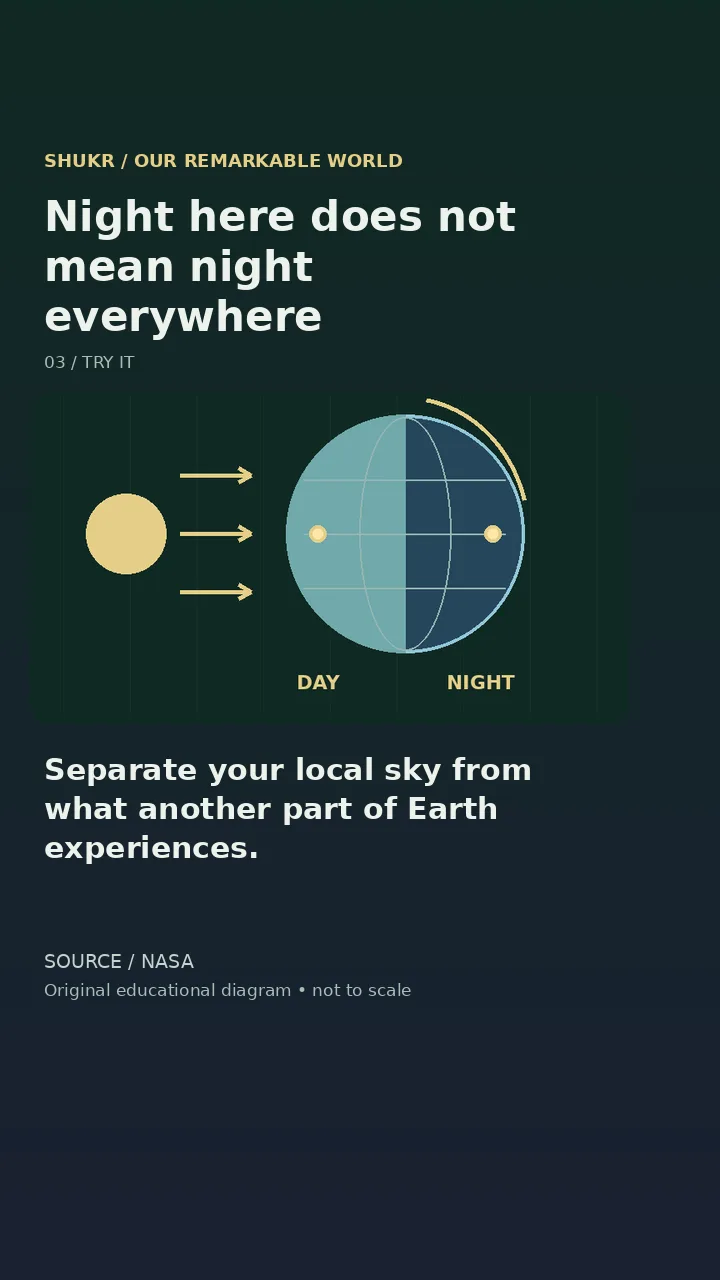 SHUKR / OUR REMARKABLE WORLD
Night here does not
mean night
everywhere
03 / TRY IT
DAY
NIGHT
Separate your local sky from
what another part of Earth
experiences.
SOURCE / NASA
Original educational diagram • not to scale